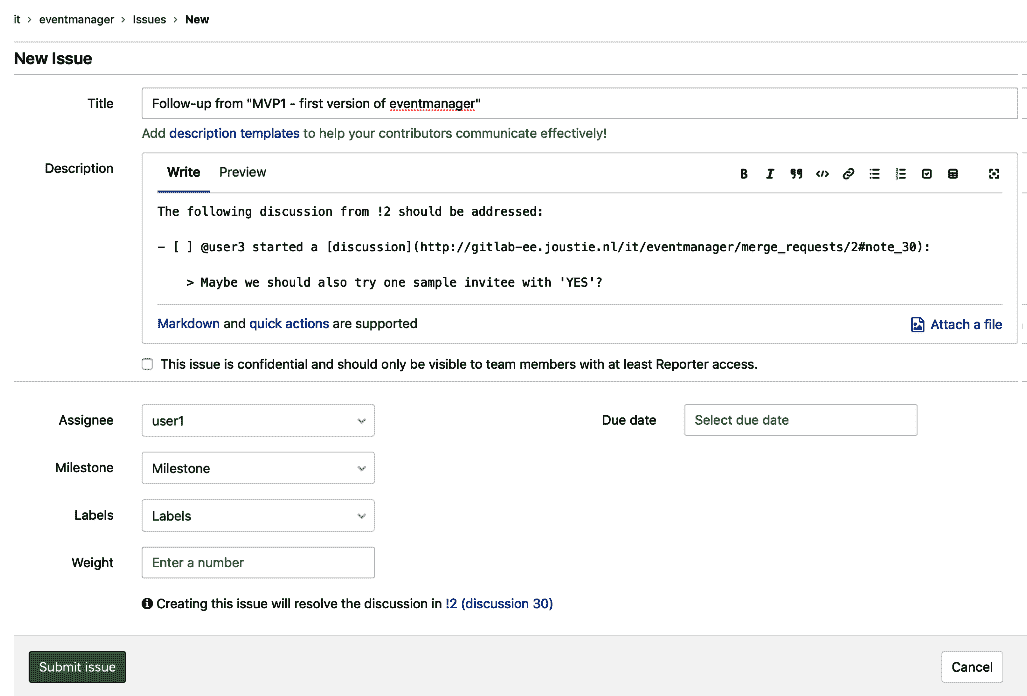 it > eventmanager > Issues > New
New Issue
Title
Follow-up from "MVP1 - first version of eventmanager"
Add description templates to help your contributors communicate effectively!
Description
Write Preview
The following discussion from !2 should be addressed:
- [ ] @user3 started a [discussion](http://gitlab-ee.joustie.nl/it/eventmanager/merge_requests/2#note_30):
> Maybe we should also try one sample invitee with 'YES'?
Markdown and quick actions are supported
Attach a file
This issue is confidential and should only be visible to team members with at least Reporter access.
Assignee user1 Due date Select due date
Milestone Milestone
Labels Labels
Weight Enter a number
Creating this issue will resolve the discussion in !2 (discussion 30)
Submit issue Cancel